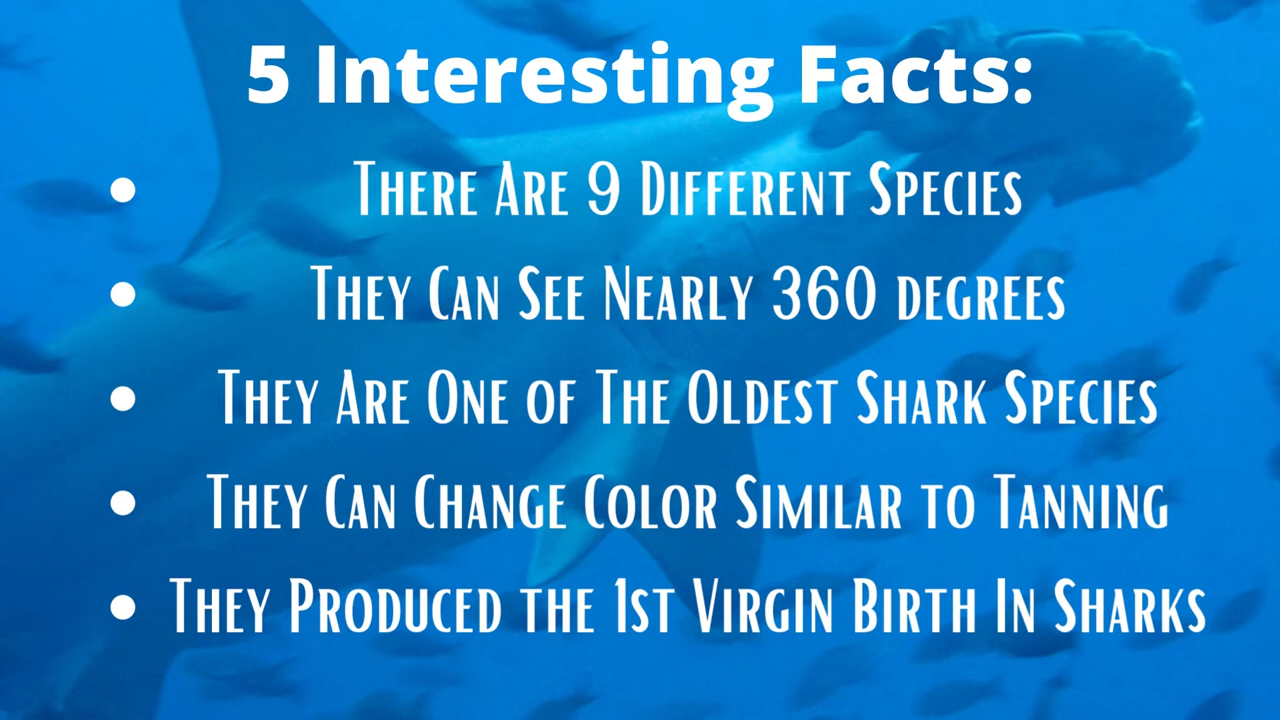 5 Interesting Facts:
• There Are 9 Different Species
• They Can See Nearly 360 degrees
• They Are One of The Oldest Shark Species
• They Can Change Color Similar to Tanning
• They Produced the 1st Virgin Birth In Sharks